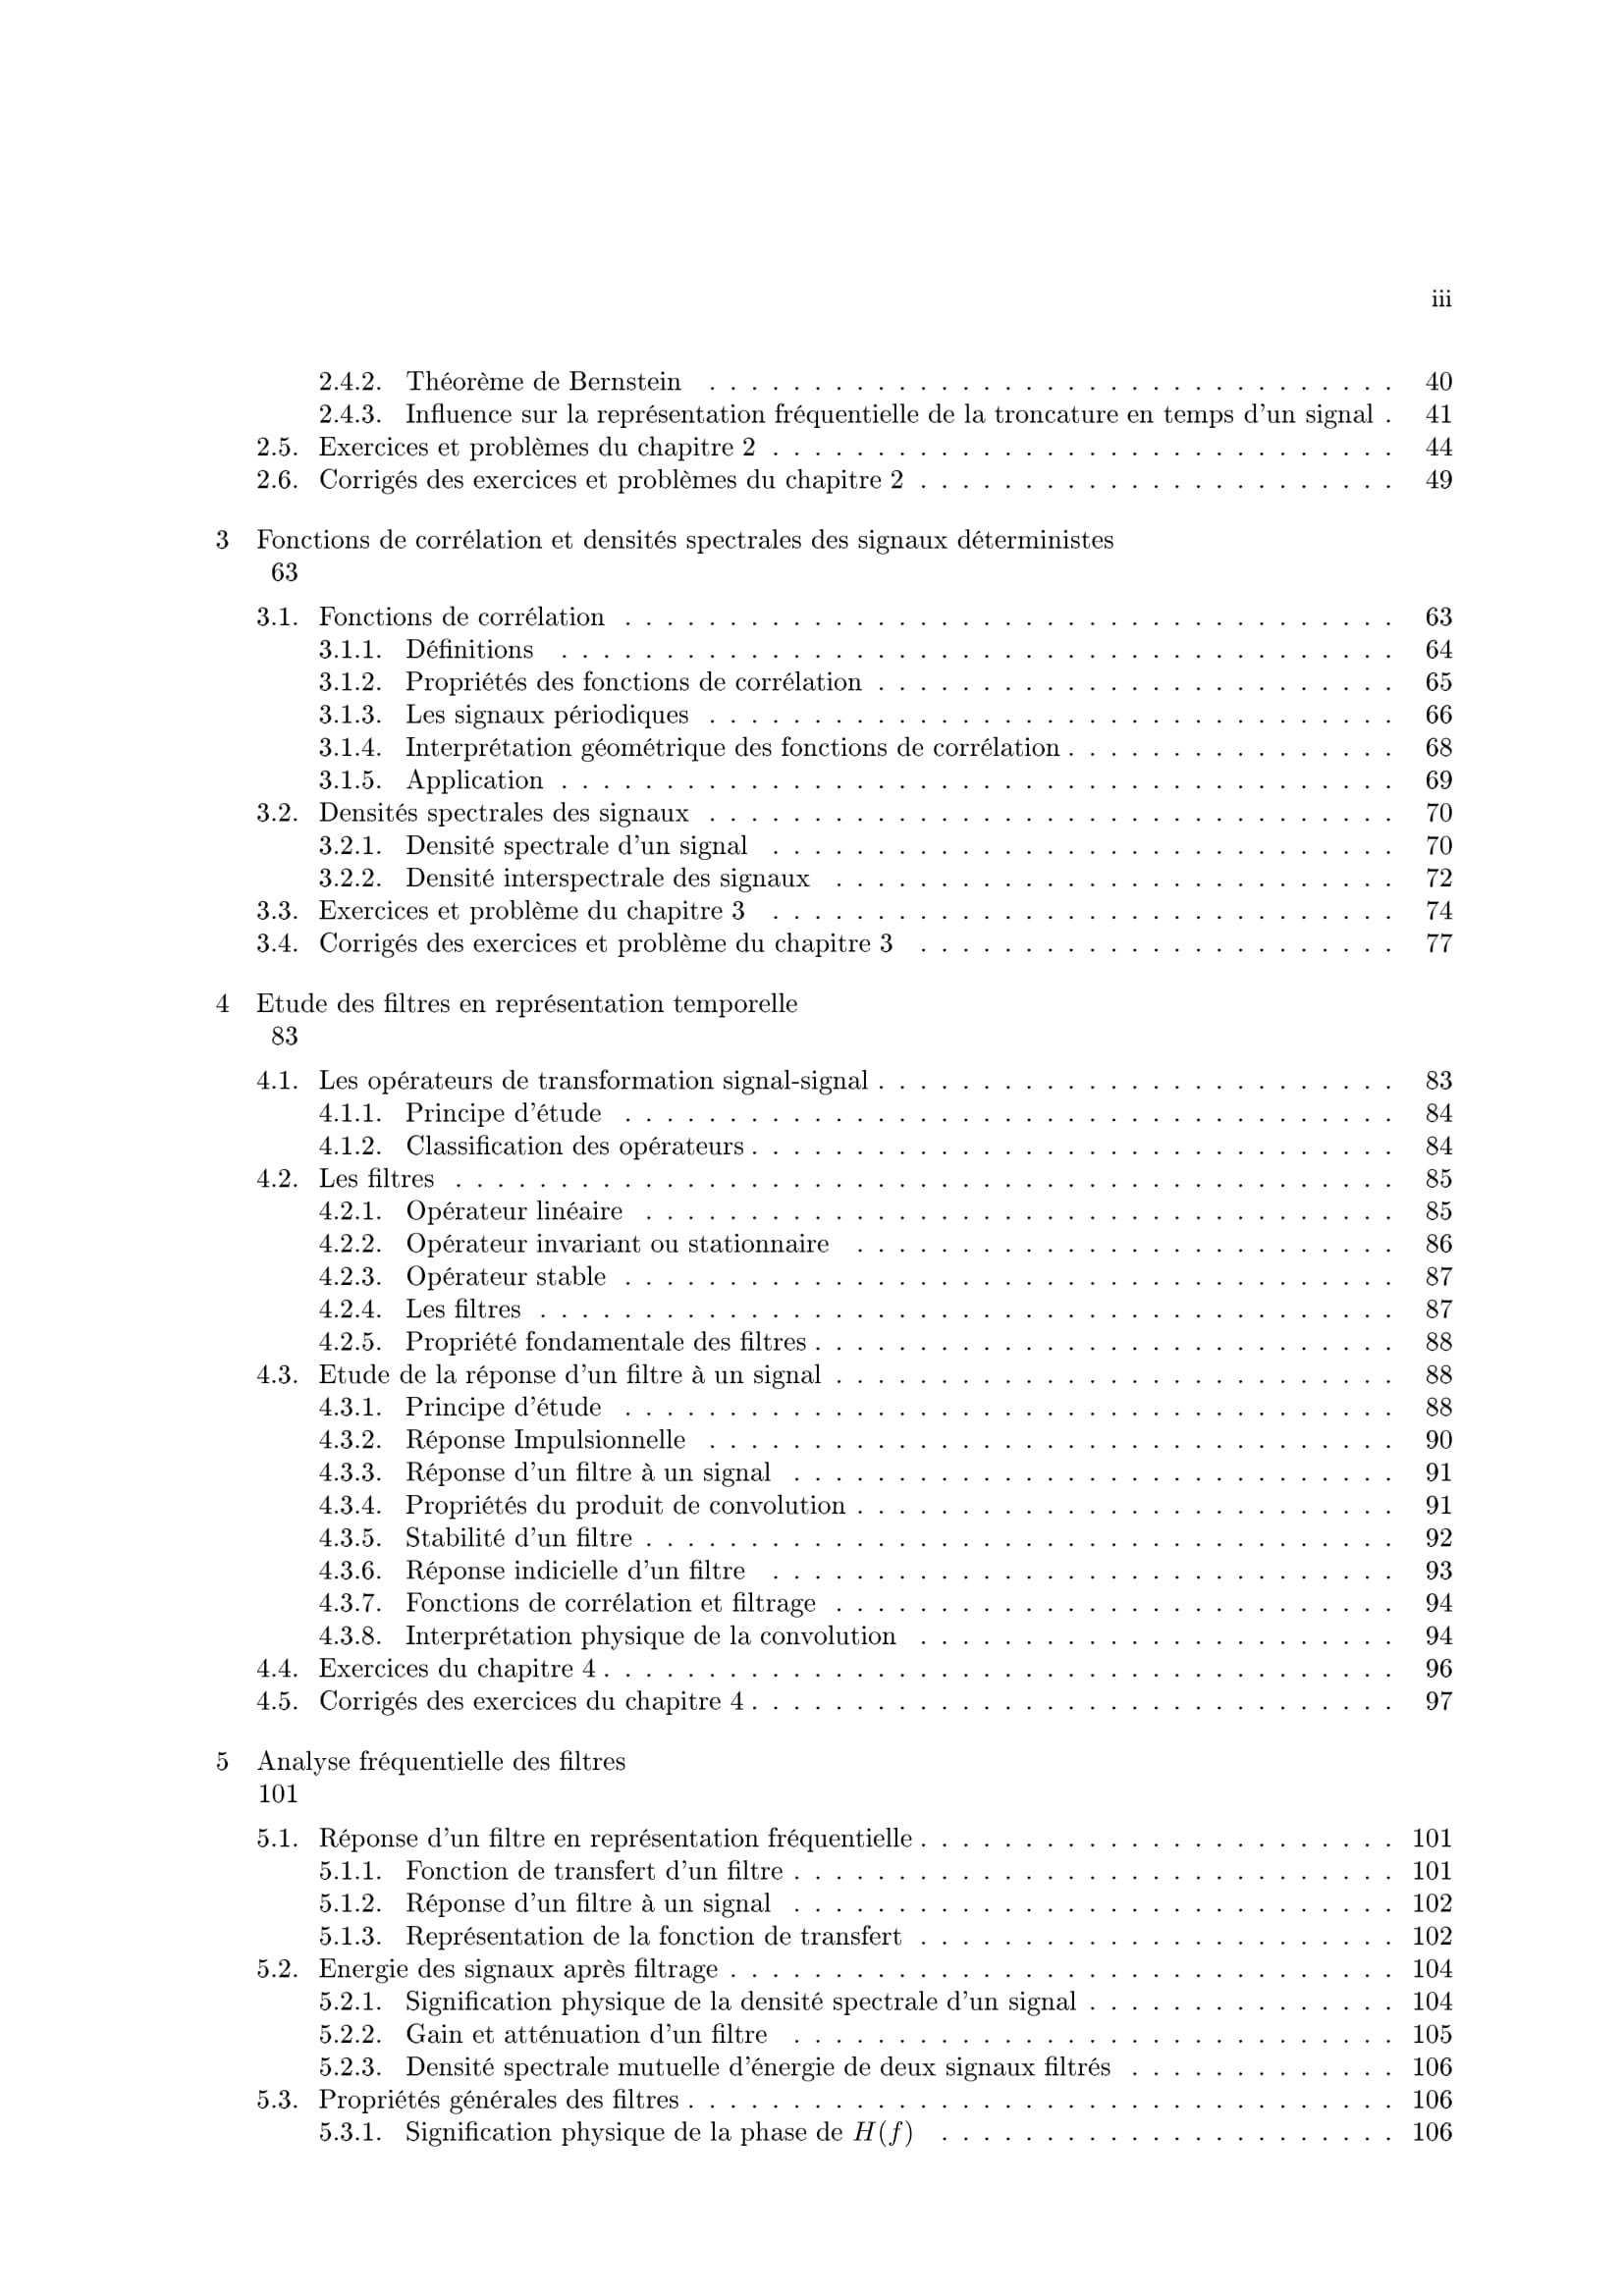 iii
2.4.2. Théorème de Bernstein . . . . . . . . . . . . . . . . . . . . . . . . . . . . . . . . . 40
2.4.3. Influence sur la représentation fréquentielle de la troncature en temps d'un signal . 41
2.5. Exercices et problèmes du chapitre 2 . . . . . . . . . . . . . . . . . . . . . . . . . . . . . . 44
2.6. Corrigés des exercices et problèmes du chapitre 2 . . . . . . . . . . . . . . . . . . . . . . . 49
3 Fonctions de corrélation et densités spectrales des signaux déterministes
63
3.1. Fonctions de corrélation . . . . . . . . . . . . . . . . . . . . . . . . . . . . . . . . . . . . . 63
3.1.1. Définitions . . . . . . . . . . . . . . . . . . . . . . . . . . . . . . . . . . . . . . . . 64
3.1.2. Propriétés des fonctions de corrélation . . . . . . . . . . . . . . . . . . . . . . . . . 65
3.1.3. Les signaux périodiques . . . . . . . . . . . . . . . . . . . . . . . . . . . . . . . . . 66
3.1.4. Interprétation géométrique des fonctions de corrélation . . . . . . . . . . . . . . . . 68
3.1.5. Application . . . . . . . . . . . . . . . . . . . . . . . . . . . . . . . . . . . . . . . . 69
3.2. Densités spectrales des signaux . . . . . . . . . . . . . . . . . . . . . . . . . . . . . . . . . 70
3.2.1. Densité spectrale d'un signal . . . . . . . . . . . . . . . . . . . . . . . . . . . . . . 70
3.2.2. Densité interspectrale des signaux . . . . . . . . . . . . . . . . . . . . . . . . . . . 72
3.3. Exercices et problème du chapitre 3 . . . . . . . . . . . . . . . . . . . . . . . . . . . . . . 74
3.4. Corrigés des exercices et problème du chapitre 3 . . . . . . . . . . . . . . . . . . . . . . . 77
4 Etude des filtres en représentation temporelle
83
4.1. Les opérateurs de transformation signal-signal . . . . . . . . . . . . . . . . . . . . . . . . . 83
4.1.1. Principe d'étude . . . . . . . . . . . . . . . . . . . . . . . . . . . . . . . . . . . . . 84
4.1.2. Classification des opérateurs . . . . . . . . . . . . . . . . . . . . . . . . . . . . . . . 84
4.2. Les filtres . . . . . . . . . . . . . . . . . . . . . . . . . . . . . . . . . . . . . . . . . . . . . 85
4.2.1. Opérateur linéaire . . . . . . . . . . . . . . . . . . . . . . . . . . . . . . . . . . . . 85
4.2.2. Opérateur invariant ou stationnaire . . . . . . . . . . . . . . . . . . . . . . . . . . 86
4.2.3. Opérateur stable . . . . . . . . . . . . . . . . . . . . . . . . . . . . . . . . . . . . . 87
4.2.4. Les filtres . . . . . . . . . . . . . . . . . . . . . . . . . . . . . . . . . . . . . . . . . 87
4.2.5. Propriété fondamentale des filtres . . . . . . . . . . . . . . . . . . . . . . . . . . . . 88
4.3. Etude de la réponse d'un filtre à un signal . . . . . . . . . . . . . . . . . . . . . . . . . . . 88
4.3.1. Principe d'étude . . . . . . . . . . . . . . . . . . . . . . . . . . . . . . . . . . . . . 88
4.3.2. Réponse Impulsionnelle . . . . . . . . . . . . . . . . . . . . . . . . . . . . . . . . . 90
4.3.3. Réponse d'un filtre à un signal . . . . . . . . . . . . . . . . . . . . . . . . . . . . . 91
4.3.4. Propriétés du produit de convolution . . . . . . . . . . . . . . . . . . . . . . . . . . 91
4.3.5. Stabilité d'un filtre . . . . . . . . . . . . . . . . . . . . . . . . . . . . . . . . . . . . 92
4.3.6. Réponse indicielle d'un filtre . . . . . . . . . . . . . . . . . . . . . . . . . . . . . . 93
4.3.7. Fonctions de corrélation et filtrage . . . . . . . . . . . . . . . . . . . . . . . . . . . 94
4.3.8. Interprétation physique de la convolution . . . . . . . . . . . . . . . . . . . . . . . 94
4.4. Exercices du chapitre 4 . . . . . . . . . . . . . . . . . . . . . . . . . . . . . . . . . . . . . . 96
4.5. Corrigés des exercices du chapitre 4 . . . . . . . . . . . . . . . . . . . . . . . . . . . . . . . 97
5 Analyse fréquentielle des filtres
101
5.1. Réponse d'un filtre en représentation fréquentielle . . . . . . . . . . . . . . . . . . . . . . . 101
5.1.1. Fonction de transfert d'un filtre . . . . . . . . . . . . . . . . . . . . . . . . . . . . . 101
5.1.2. Réponse d'un filtre à un signal . . . . . . . . . . . . . . . . . . . . . . . . . . . . . 102
5.1.3. Représentation de la fonction de transfert . . . . . . . . . . . . . . . . . . . . . . . 102
5.2. Energie des signaux après filtrage . . . . . . . . . . . . . . . . . . . . . . . . . . . . . . . . 104
5.2.1. Signification physique de la densité spectrale d'un signal . . . . . . . . . . . . . . . 104
5.2.2. Gain et atténuation d'un filtre . . . . . . . . . . . . . . . . . . . . . . . . . . . . . 105
5.2.3. Densité spectrale mutuelle d'énergie de deux signaux filtrés . . . . . . . . . . . . . 106
5.3. Propriétés générales des filtres . . . . . . . . . . . . . . . . . . . . . . . . . . . . . . . . . . 106
5.3.1. Signification physique de la phase de H(f) . . . . . . . . . . . . . . . . . . . . . . 106